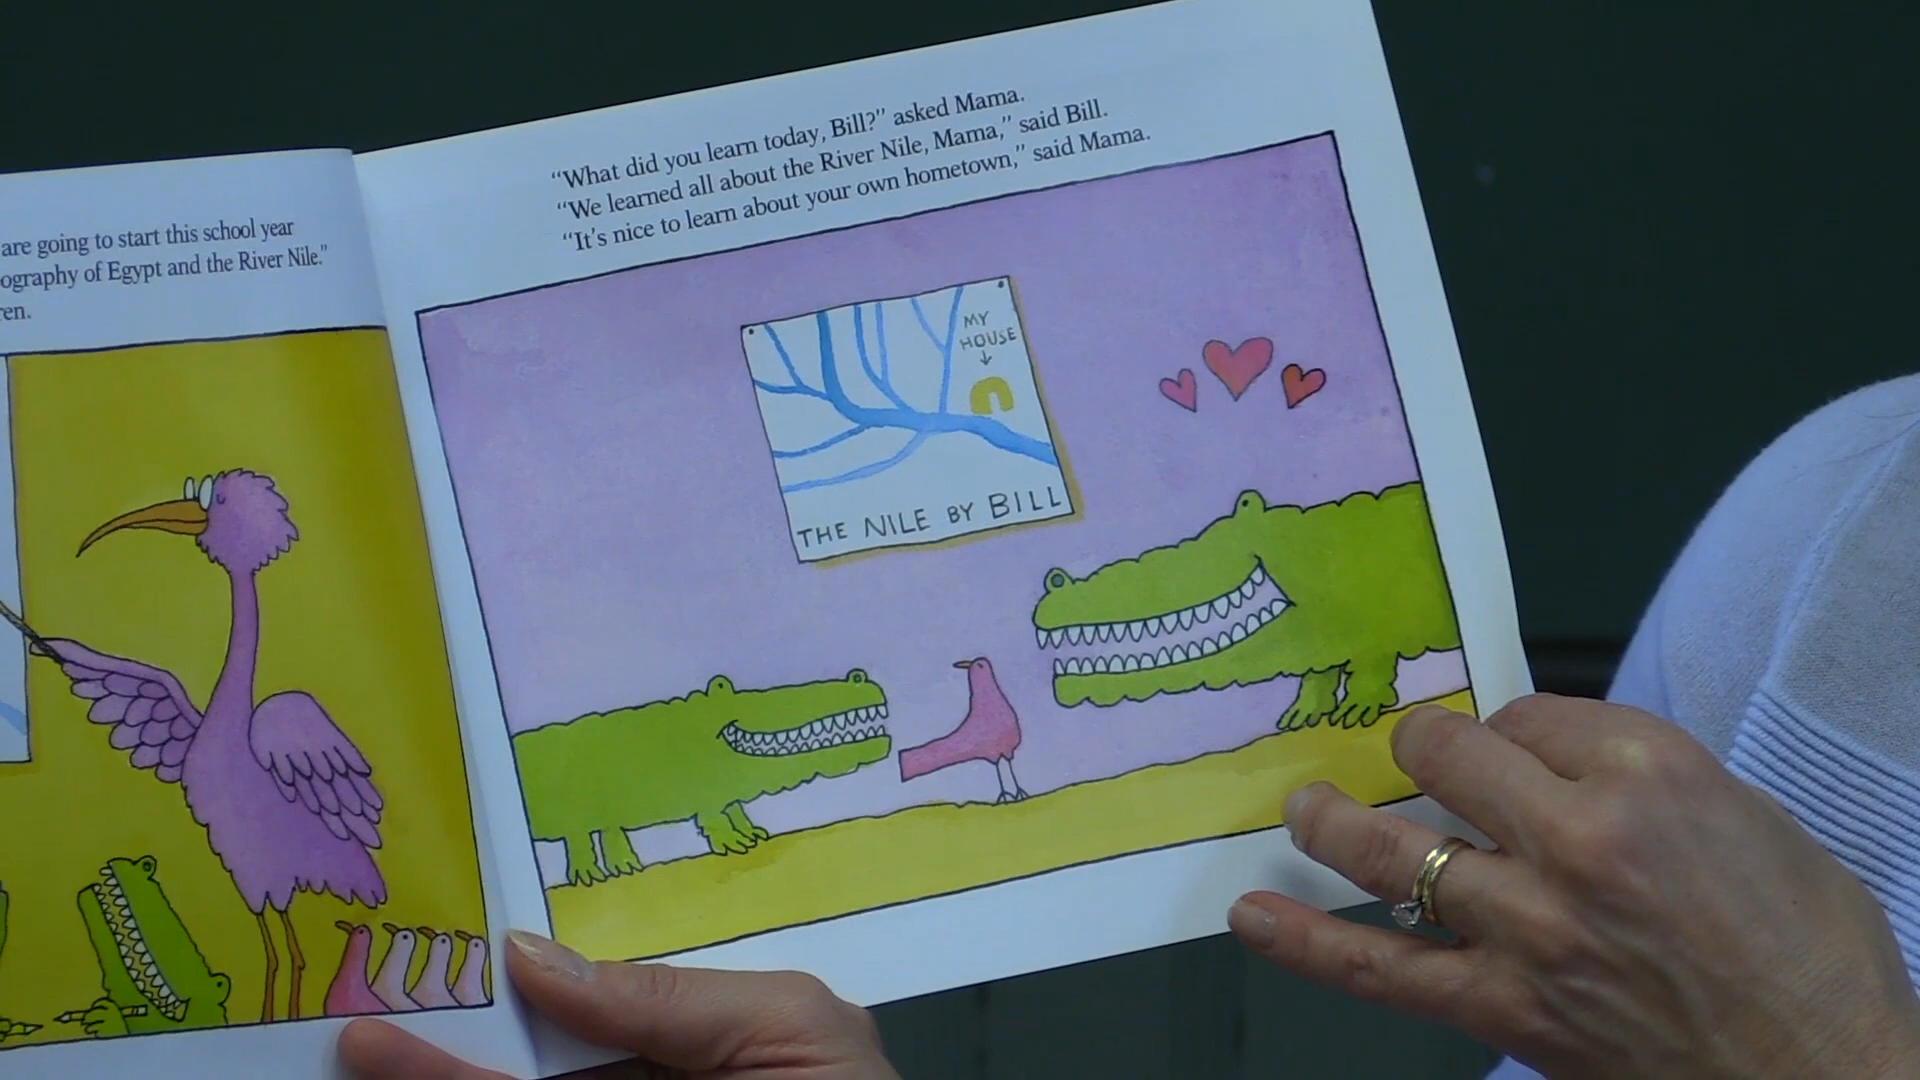 are going to start this school year
ography of Egypt and the River Nile."
ren.
“What did you learn today, Bill?” asked Mama.
“We learned all about the River Nile, Mama,” said Bill.
“It's nice to learn about your own hometown,” said Mama.
MY
HOUSE
THE NILE BY BILL